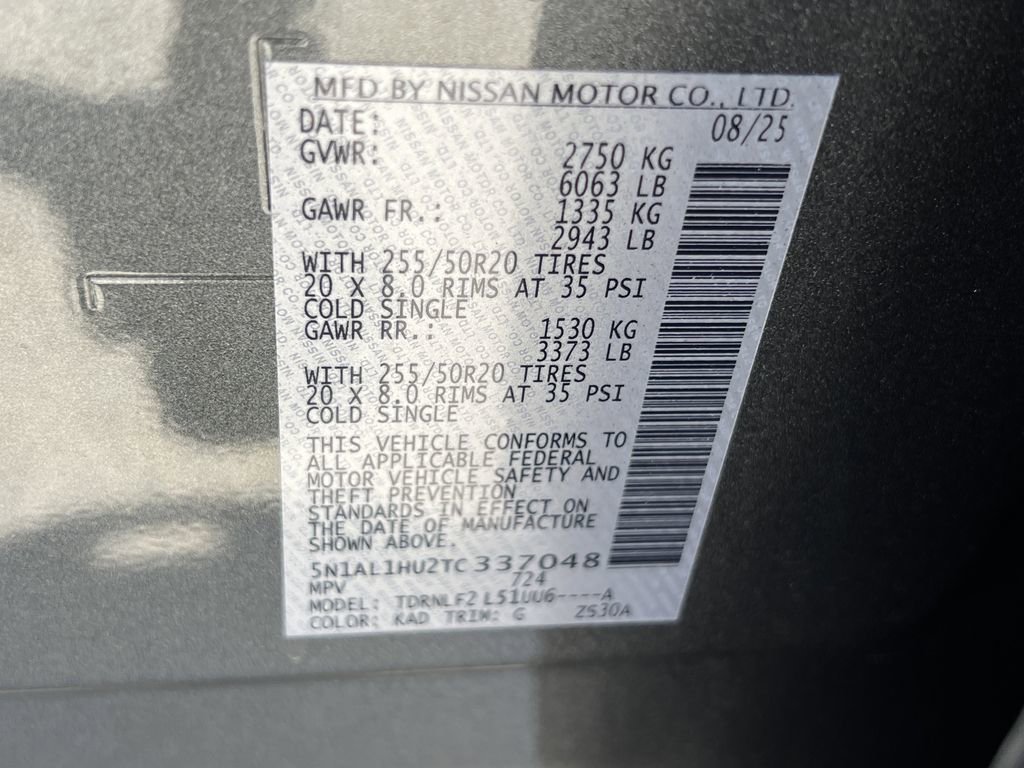 MFD BY NISSAN MOTOR CO., LTD.
DATE: 08/25
GVWR: 2750 KG
6063 LB
GAWR FR.: 1335 KG
2943 LB
WITH 255/50R20 TIRES
20 X 8.0 RIMS AT 35 PSI
COLD SINGLE
GAWR RR.: 1530 KG
3373 LB
WITH 255/50R20 TIRES
20 X 8.0 RIMS AT 35 PSI
COLD SINGLE
THIS VEHICLE CONFORMS TO
ALL APPLICABLE FEDERAL
MOTOR VEHICLE SAFETY AND
THEFT PREVENTION
STANDARDS IN EFFECT ON
THE DATE OF MANUFACTURE
SHOWN ABOVE.
5N1AL1HU2TC337048
MPV 724
MODEL: TDRNLF2 L51UU6----A
COLOR: KAD TRIM: G ZS30A